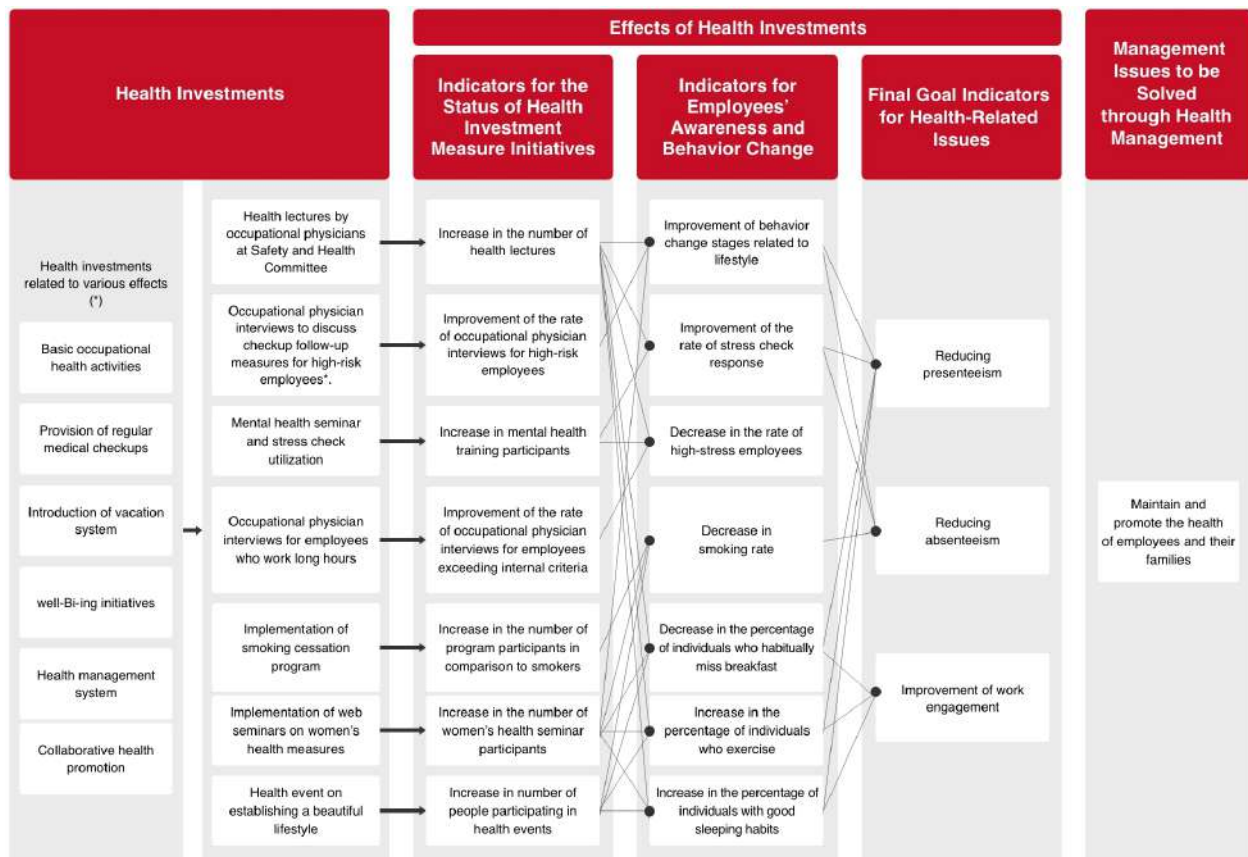 Health Investments
Effects of Health Investments
Indicators for the
Status of Health
Investment
Measure Initiatives
Indicators for
Employees'
Awareness and
Behavior Change
Final Goal Indicators
for Health-Related
Issues
Management
Issues to be
Solved
through Health
Management
Health investments
related to various effects
(*)
Basic occupational
health activities
Provision of regular
medical checkups
Introduction of vacation
system
well-Bi-ing initiatives
Health management
system
Collaborative health
promotion
Health lectures by
occupational physicians
at Safety and Health
Committee
Occupational physician
interviews to discuss
checkup follow-up
measures for high-risk
employees*.
Mental health seminar
and stress check
utilization
Occupational physician
interviews for employees
who work long hours
Implementation of
smoking cessation
program
Implementation of web
seminars on women's
health measures
Health event on
establishing a beautiful
lifestyle
Increase in the number of
health lectures
Improvement of the rate
of occupational physician
interviews for high-risk
employees
Increase in mental health
training participants
Improvement of the rate
of occupational physician
interviews for employees
exceeding internal criteria
Increase in the number of
program participants in
comparison to smokers
Increase in the number of
women's health seminar
participants
Increase in number of
people participating in
health events
Improvement of behavior
change stages related to
lifestyle
Improvement of the
rate of stress check
response
Decrease in the rate of
high-stress employees
Decrease in
smoking rate
Decrease in the percentage
of individuals who habitually
miss breakfast
Increase in the
percentage of individuals
who exercise
Increase in the percentage of
individuals with good
sleeping habits
Reducing
presenteeism
Reducing
absenteeism
Improvement of work
engagement
Maintain and
promote the health
of employees and their
families